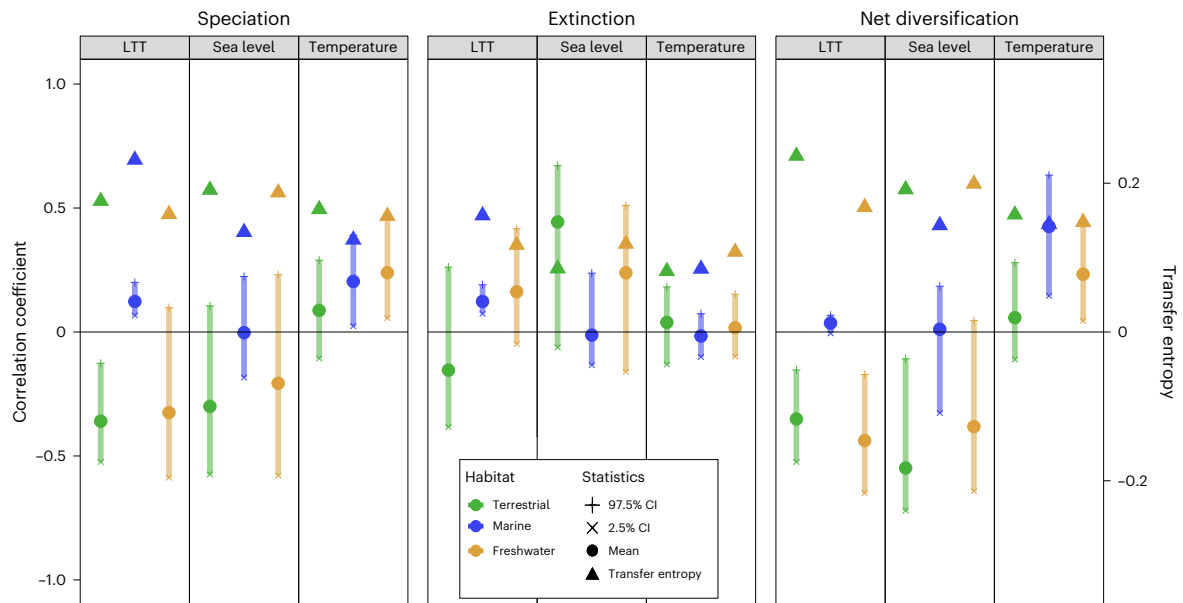 Speciation
Extinction
Net diversification
LTT
Sea level
Temperature
LTT
Sea level
Temperature
LTT
Sea level
Temperature
Correlation coefficient
1.0
0.5
0
–0.5
–1.0
Transfer entropy
0.2
0
–0.2
Habitat
Terrestrial
Marine
Freshwater
Statistics
97.5% CI
2.5% CI
Mean
Transfer entropy